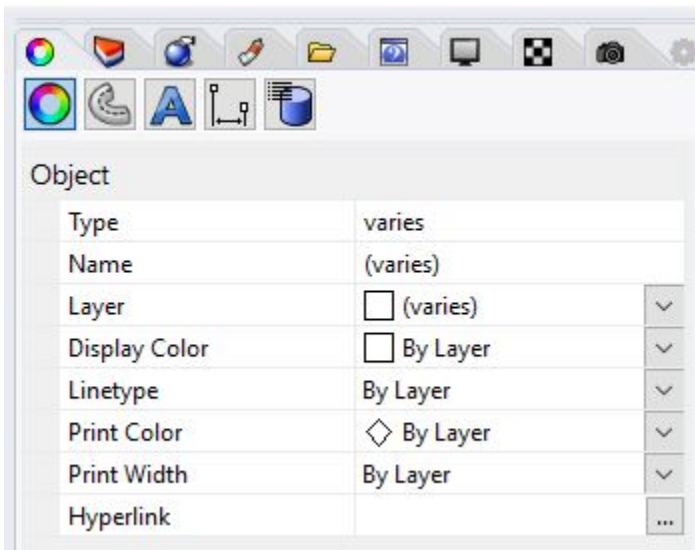 Object
Type varies
Name (varies)
Layer (varies)
Display Color By Layer
Linetype By Layer
Print Color By Layer
Print Width By Layer
Hyperlink ...